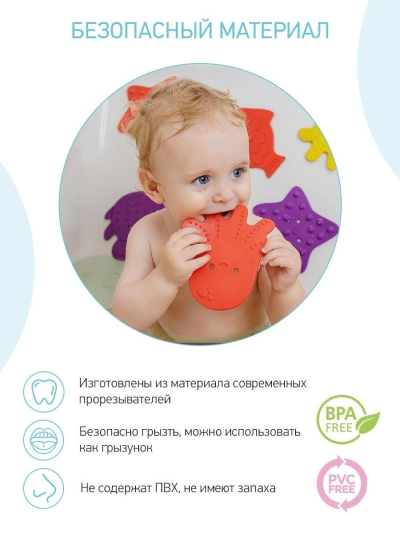 БЕЗОПАСНЫЙ МАТЕРИАЛ
Изготовлены из материала современных
прорезывателей
Безопасно грызть, можно использовать
как грызунок
Не содержат ПВХ, не имеют запаха
BPA
FREE
PVC
FREE